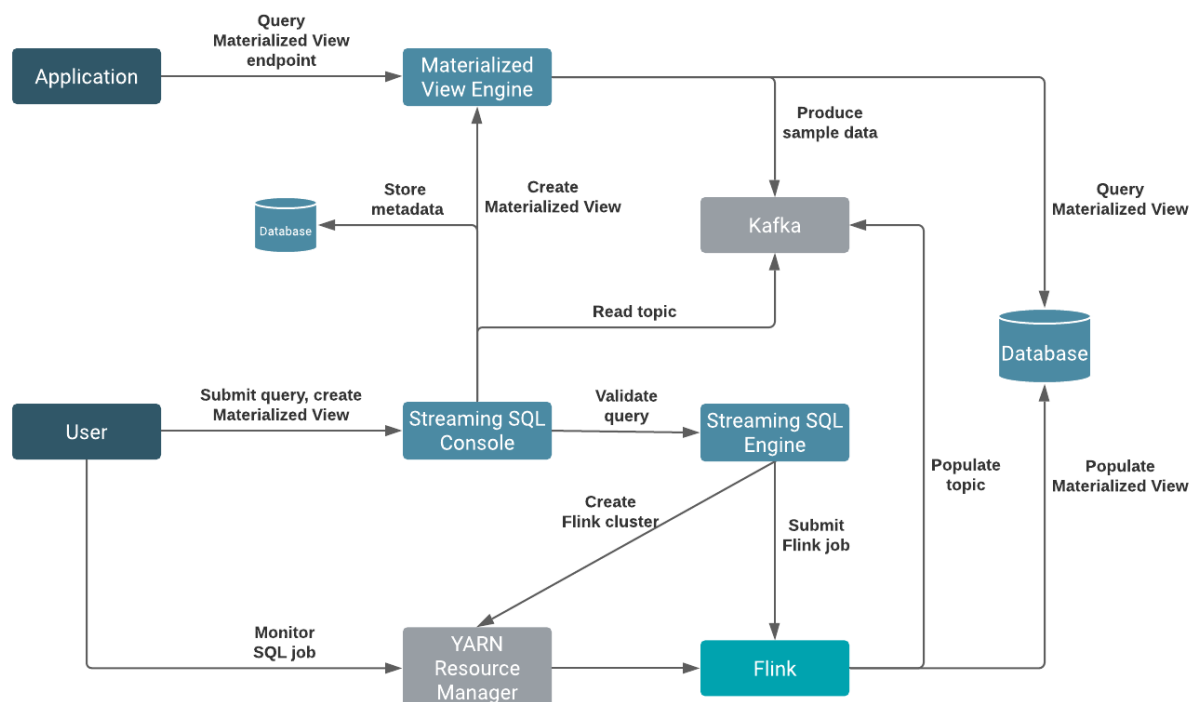 Query
Materialized View
endpoint
Application
Materialized
View Engine
Produce
sample data
Store
metadata
Create
Materialized View
Query
Materialized View
Database
Kafka
Read topic
Database
Submit query, create
Materialized View
Validate
query
User
Streaming SQL
Console
Streaming SQL
Engine
Populate
topic
Populate
Materialized View
Create
Flink cluster
Submit
Flink job
Monitor
SQL job
YARN
Resource
Manager
Flink